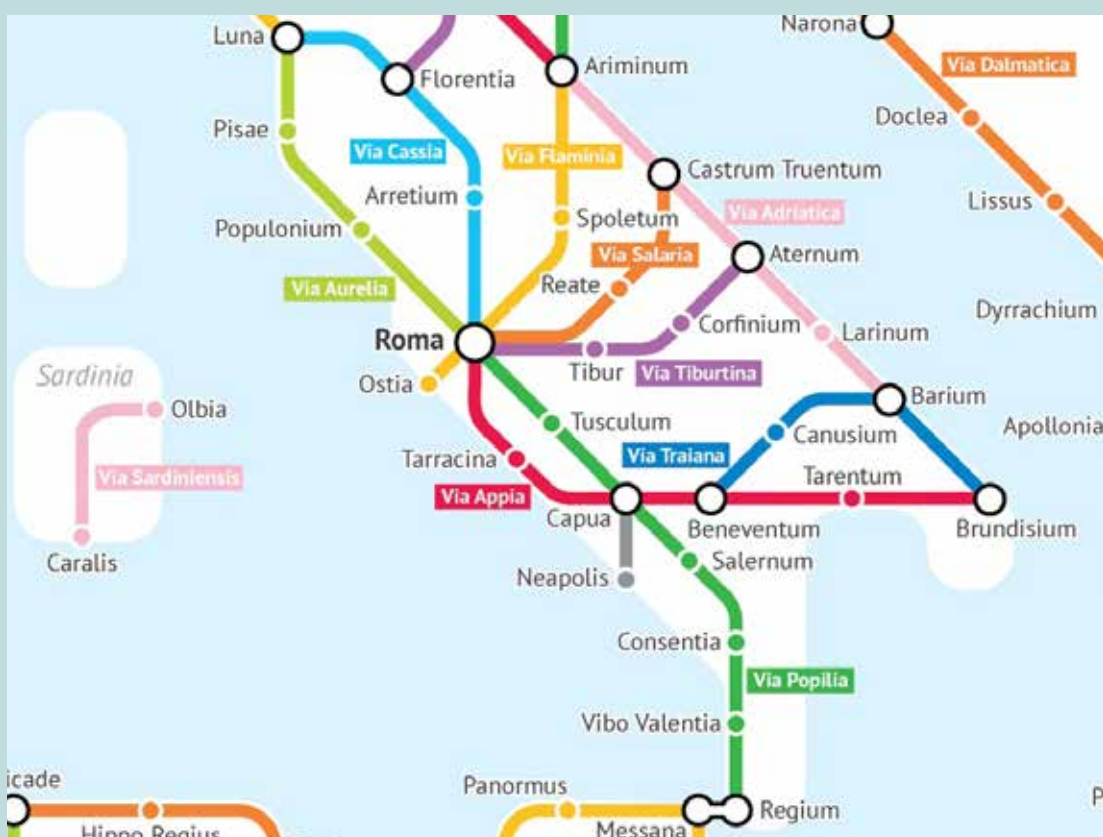 Luna
Florentia
Ariminum
Narona
Via Dalmatica
Pisae
Via Cassia
Via Flaminia
Doclea
Castrum Truentum
Arretium
Spoletum
Via Adriatica
Lissus
Populonium
Via Salaria
Aternum
Via Aurelia
Reate
Dyrrachium
Roma
Corfinium
Larinum
Tibur
Via Tiburtina
Sardinia
Ostia
Olbia
Barium
Tusculum
Canusium
Apollonia
Tarracina
Via Traiana
Via Sardiniensis
Tarentum
Via Appia
Capua
Beneventum
Brundisium
Caralis
Salernum
Neapolis
Consentia
Via Popilia
Vibo Valentia
icade
Panormus
P
Regium
Hippo Regius
Messana